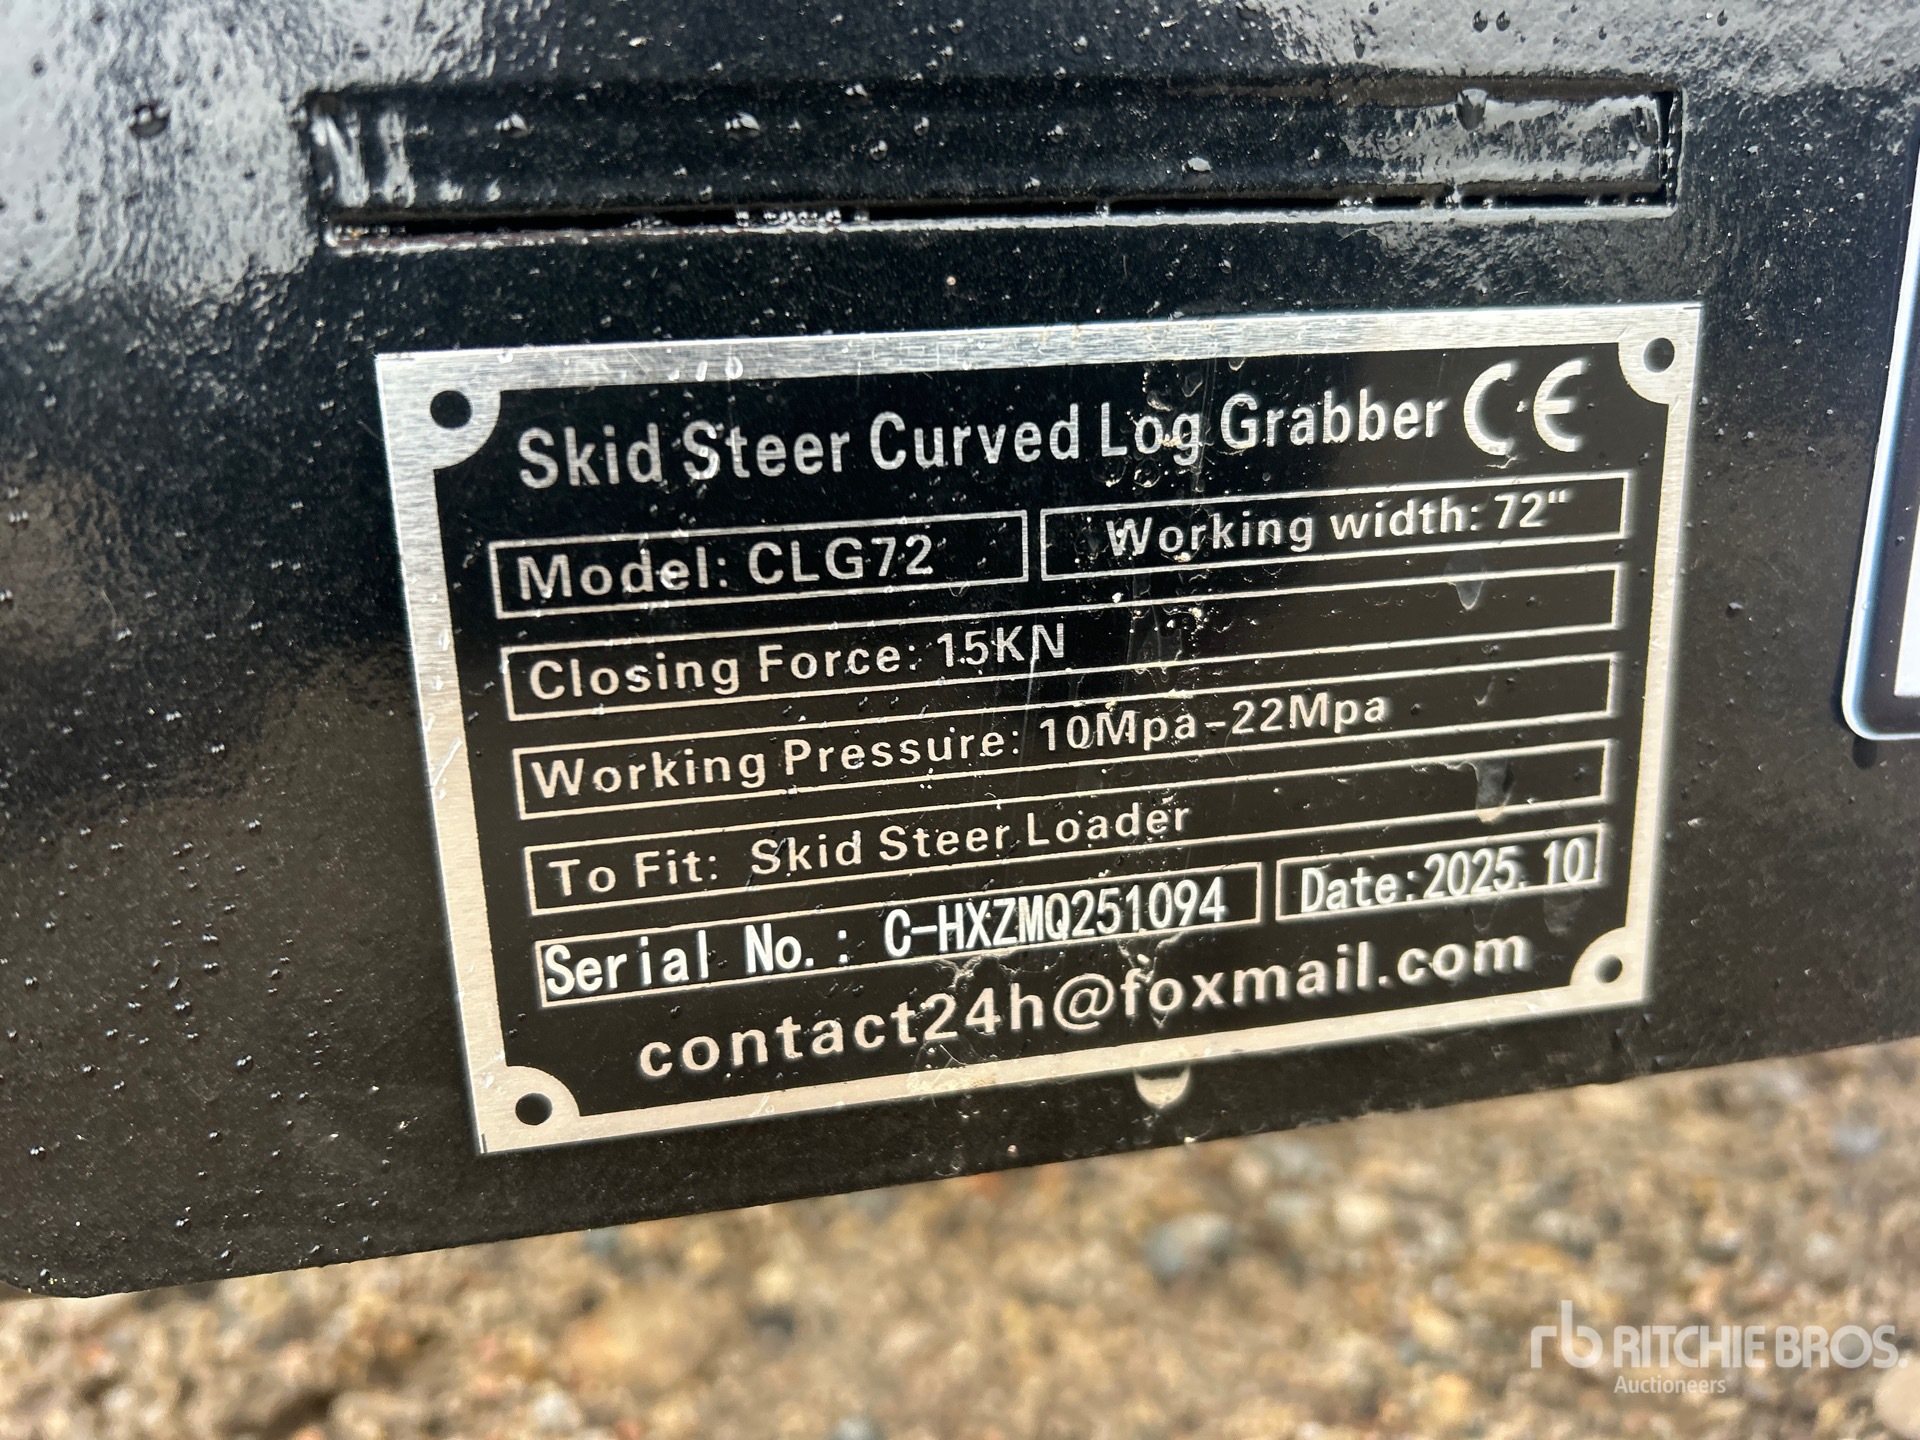 Skid Steer Curved Log Grabber CE
Model: CLG72 Working width: 72"
Closing Force: 15KN
Working Pressure: 10Mpa-22Mpa
To Fit: Skid Steer Loader
Serial No.: C-HXZMQ251094 Date:2025.10
contact24h@foxmail.com
rb RITCHIE BROS.
Auctioneers